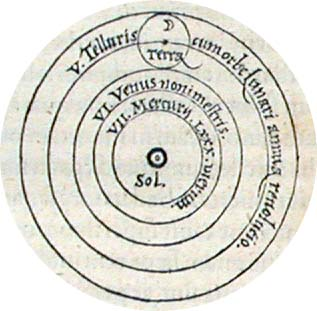 V. Telluris cum orbe Lunari annua reuolutio.
Terra
VI. Venus nonimestris.
VII. Mercurij LXXX. dierum.
Sol.